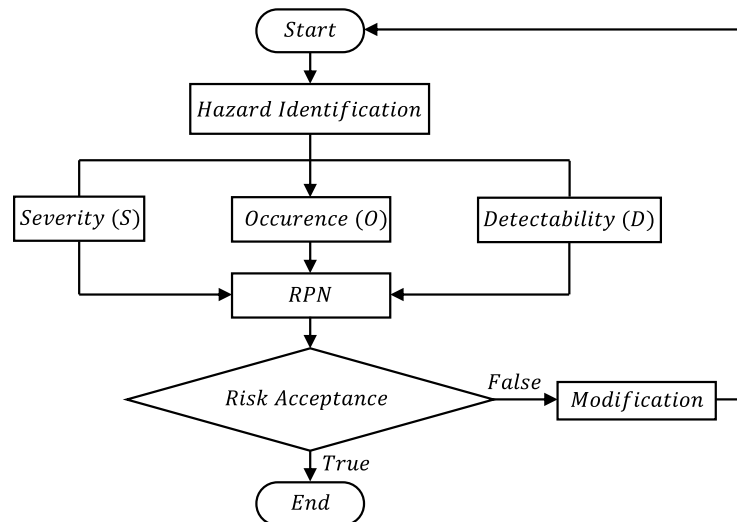 Start
Hazard Identification
Severity (S)
Occurence (O)
Detectability (D)
RPN
Risk Acceptance
False
Modification
True
End